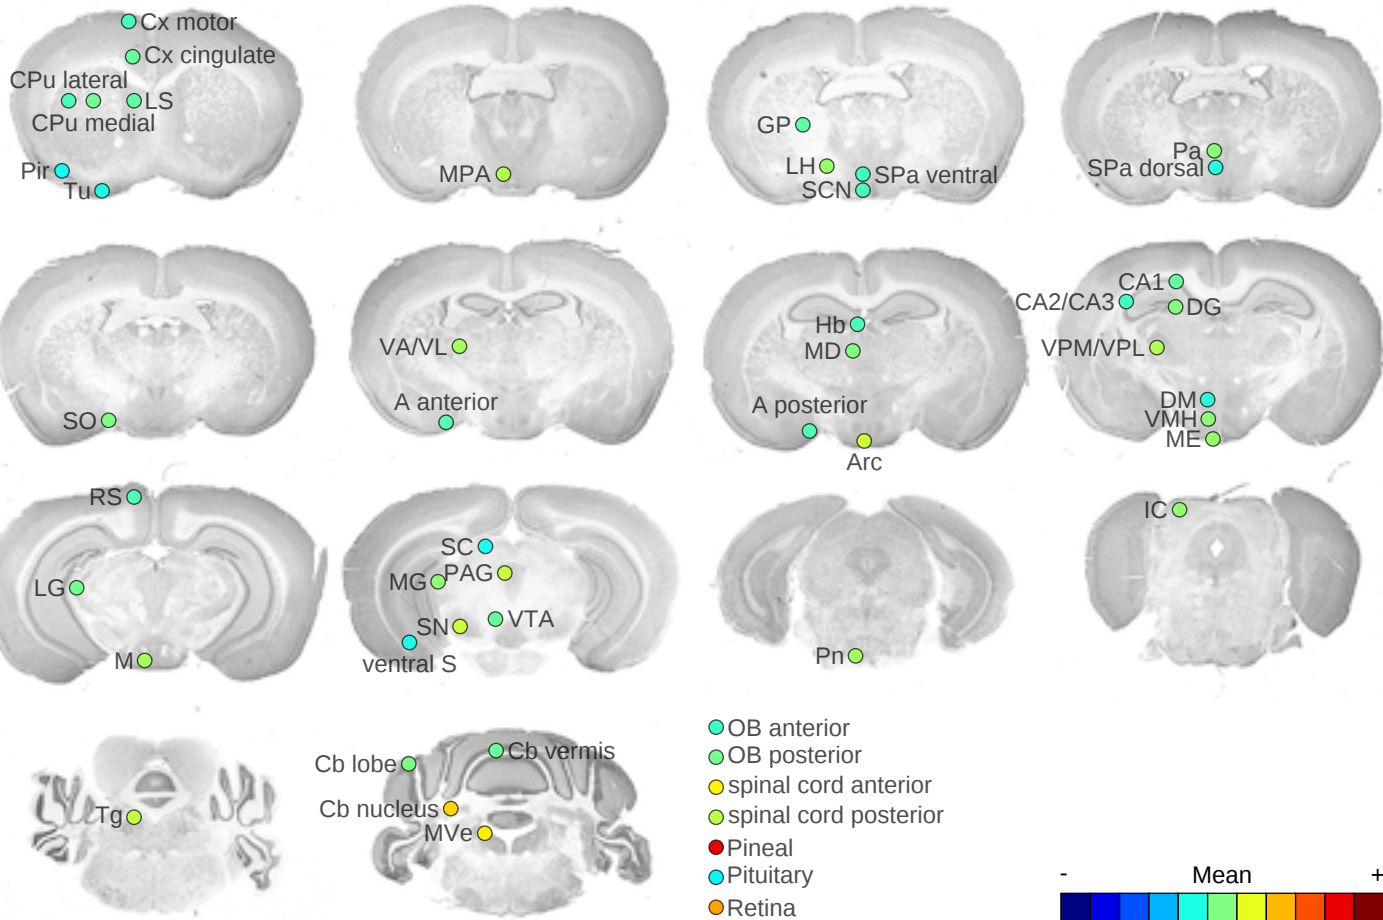 Cx motor
Cx cingulate
CPu lateral
LS
CPu medial
Pir
Tu
MPA
GP
LH
SPa ventral
SCN
Pa
SPa dorsal
SO
VA/VL
A anterior
Hb
MD
A posterior
Arc
CA1
CA2/CA3
DG
VPM/VPL
DM
VMH
ME
RS
LG
M
SC
PAG
MG
VTA
SN
ventral S
Pn
IC
Tg
Cb vermis
Cb lobe
Cb nucleus
MVe
OB anterior
OB posterior
spinal cord anterior
spinal cord posterior
Pineal
Pituitary
Retina
- Mean +